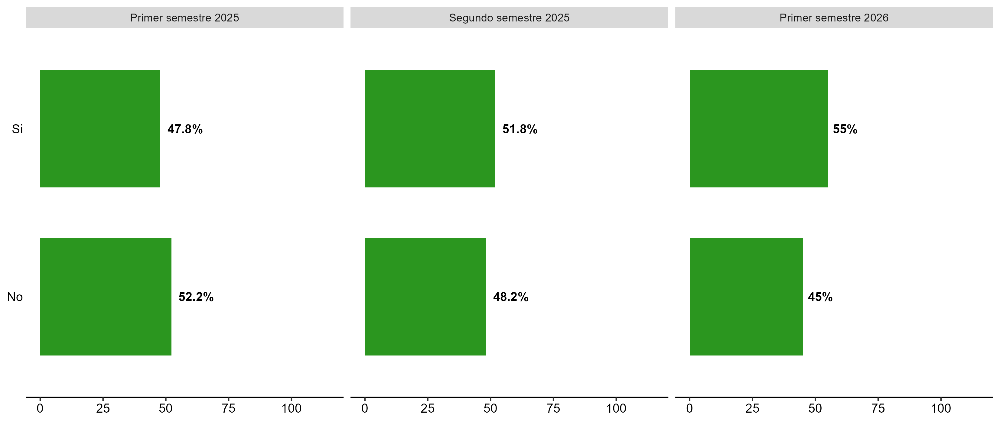 Primer semestre 2025
Segundo semestre 2025
Primer semestre 2026
Si
47.8%
51.8%
55%
No
52.2%
48.2%
45%
0 25 50 75 100
0 25 50 75 100
0 25 50 75 100